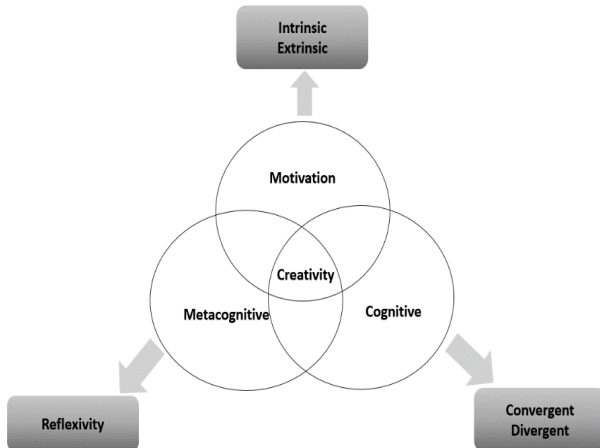 Intrinsic
Extrinsic
Motivation
Creativity
Metacognitive
Cognitive
Reflexivity
Convergent
Divergent